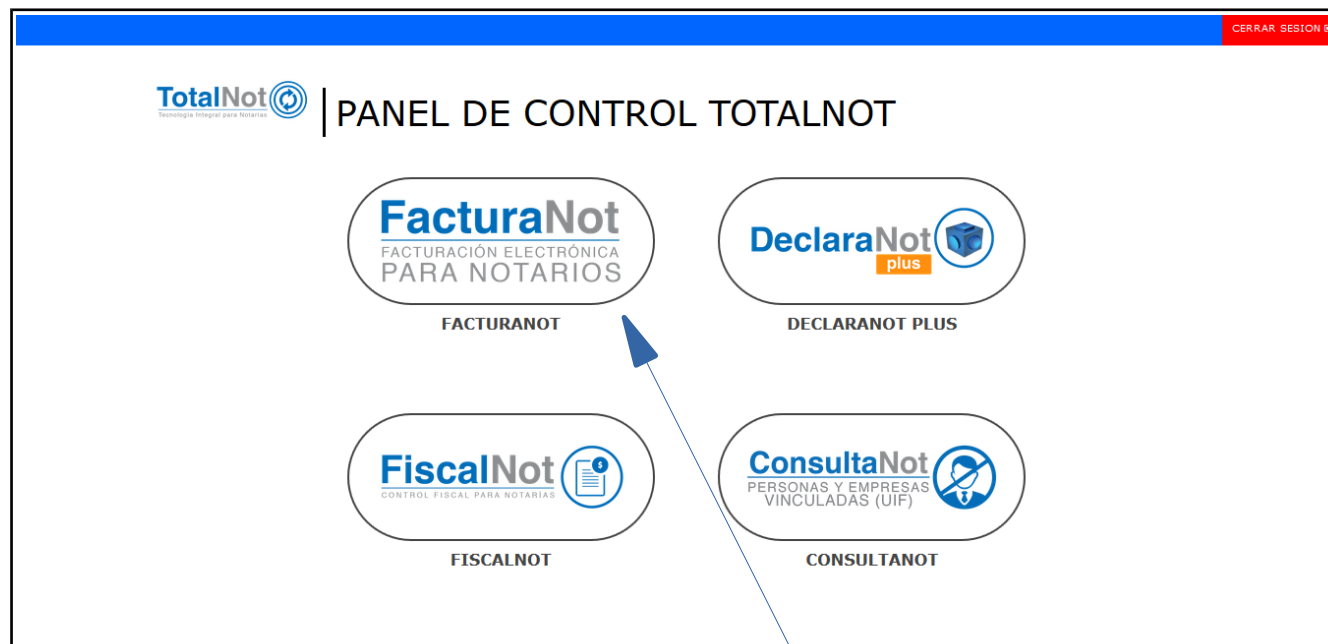 CERRAR SESION
TotalNot
Tecnología Integral para Notarías
PANEL DE CONTROL TOTALNOT
FacturaNot
FACTURACIÓN ELECTRÓNICA
PARA NOTARIOS
FACTURANOT
DeclaraNot
plus
DECLARANOT PLUS
FiscalNot
CONTROL FISCAL PARA NOTARÍAS
$
FISCALNOT
ConsultaNot
PERSONAS Y EMPRESAS
VINCULADAS (UIF)
CONSULTANOT